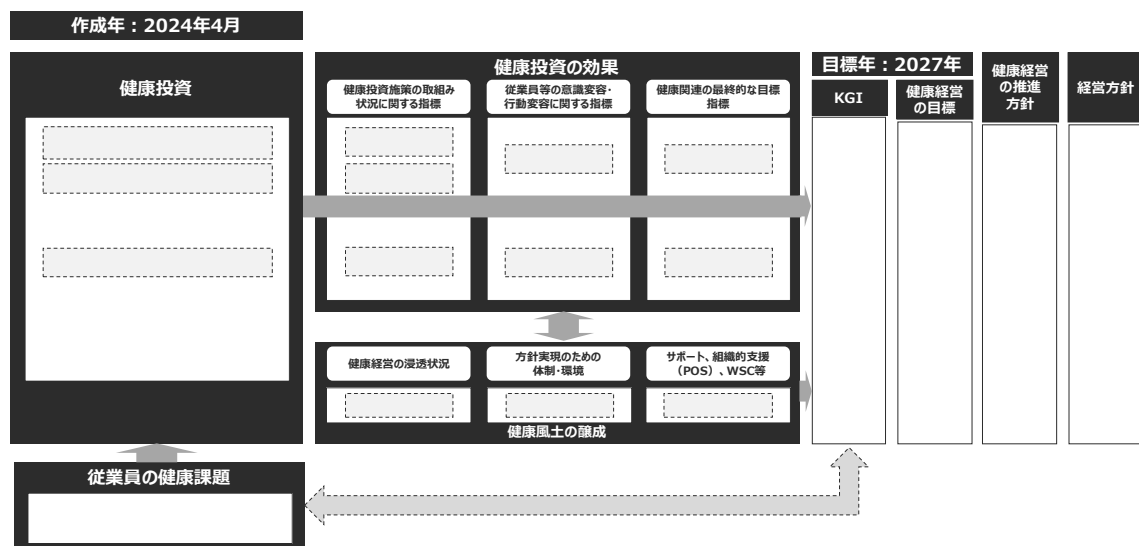 作成年：2024年4月
健康投資
健康投資の効果
健康投資施策の取組み
状況に関する指標
従業員等の意識変容・
行動変容に関する指標
健康関連の最終的な目標
指標
目標年：2027年
KGI
健康経営
の目標
健康経営
の推進
方針
経営方針
健康経営の浸透状況
方針実現のための
体制・環境
サポート、組織的支援
（POS）、WSC等
健康風土の醸成
従業員の健康課題